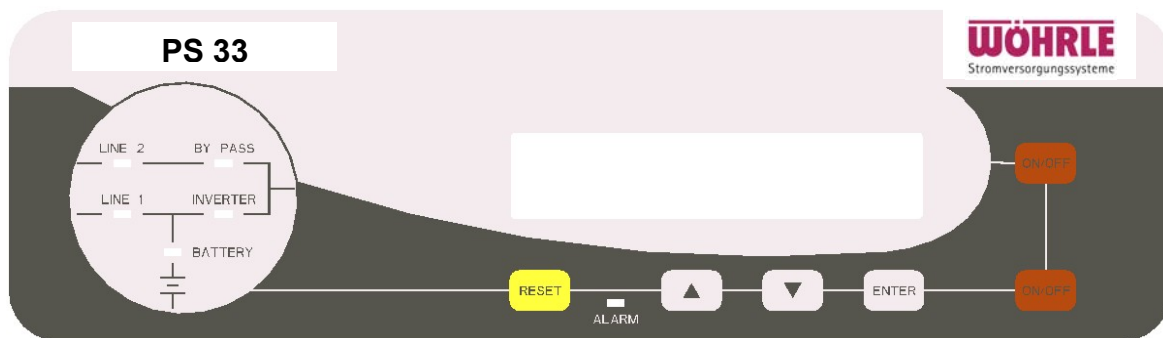 PS 33
WÖHRLE
Stromversorgungssysteme
LINE 2 BY PASS
LINE 1 INVERTER
BATTERY
ON-OFF
RESET
ALARM
ENTER
ON-OFF